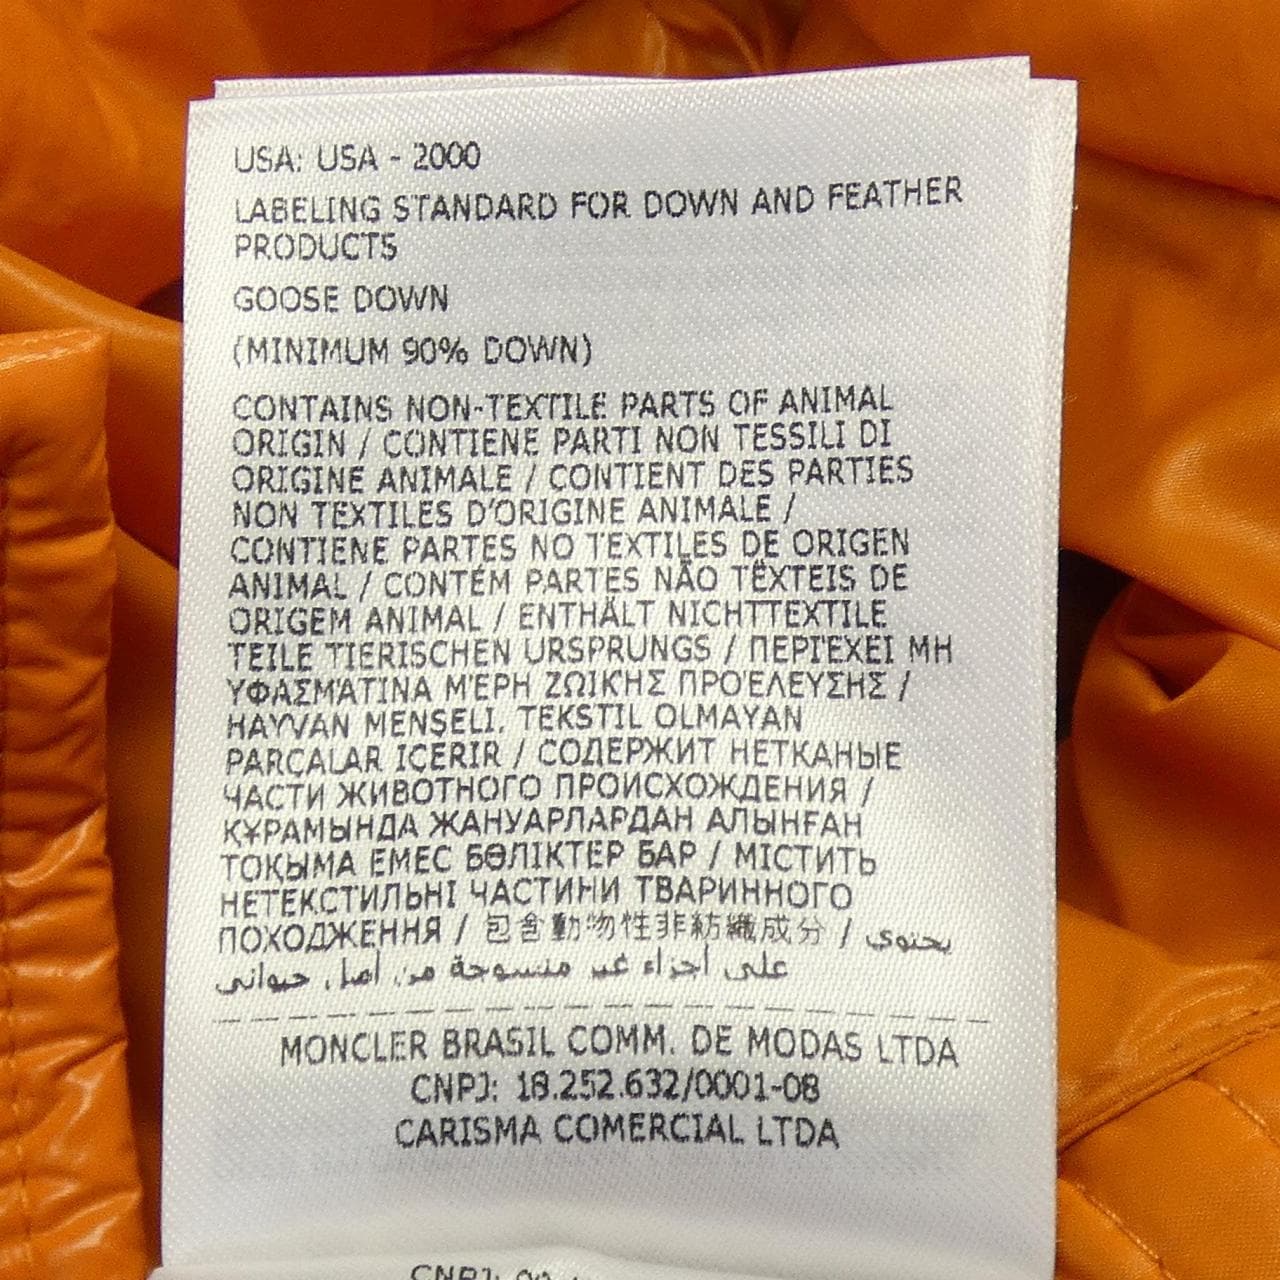 USA: USA - 2000
LABELING STANDARD FOR DOWN AND FEATHER
PRODUCTS
GOOSE DOWN
(MINIMUM 90% DOWN)
CONTAINS NON-TEXTILE PARTS OF ANIMAL
ORIGIN / CONTIENE PARTI NON TESSILI DI
ORIGINE ANIMALE / CONTIENT DES PARTIES
NON TEXTILES D'ORIGINE ANIMALE /
CONTIENE PARTES NO TEXTILES DE ORIGEN
ANIMAL / CONTÉM PARTES NÃO TËXTEIS DE
ORIGEM ANIMAL / ENTHÄLT NICHTTEXTILE
TEILE TIERISCHEN URSPRUNGS / ΠΕΡΙΈΧΕΙ ΜΗ
ΥΦΑΣΜΆΤΙΝΑ ΜΈΡΗ ΖΩΙΚΉΣ ΠΡΟΈΛΕΥΣΗΣ /
HAYVAN MENŞELI, TEKSTIL OLMAYAN
PARÇALAR IÇERIR / СОДЕРЖИТ НЕТКАНЫЕ
ЧАСТИ ЖИВОТНОГО ПРОИСХОЖДЕНИЯ /
ҚҰРАМЫНДА ЖАНУАРЛАРДАН АЛЫНҒАН
ТОҚЫМА ЕМЕС БӨЛІКТЕР БАР / МІСТИТЬ
НЕТЕКСТИЛЬНІ ЧАСТИНИ ТВАРИННОГО
ПОХОДЖЕННЯ / 包含動物性非紡織成分 / يحتوي
على أجزاء غير منسوجة من أصل حيواني
MONCLER BRASIL COMM. DE MODAS LTDA
CNPJ: 18.252.632/0001-08
CARISMA COMERCIAL LTDA
CNPJ: